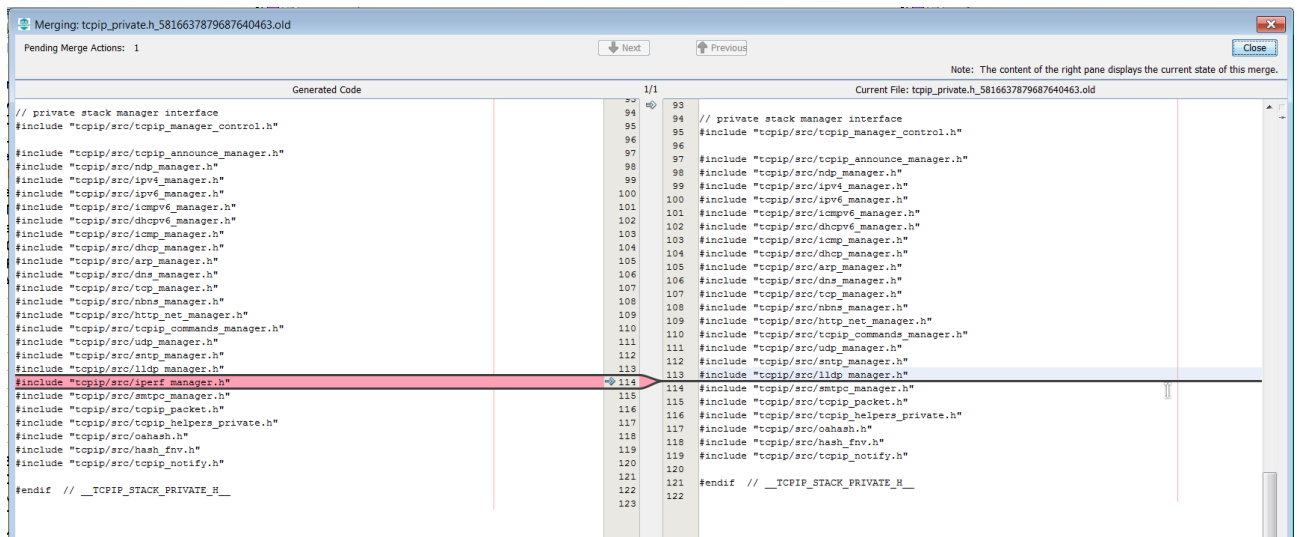 Merging: tcpip_private.h_5816637879687640463.old
Pending Merge Actions: 1
Next
Previous
Close
Note: The content of the right pane displays the current state of this merge.
Generated Code
1/1
Current File: tcpip_private.h_5816637879687640463.old
93
// private stack manager interface 94
#include "tcpip/src/tcpip_manager_control.h" 95
96
#include "tcpip/src/tcpip_announce_manager.h" 97
#include "tcpip/src/ndp_manager.h" 98
#include "tcpip/src/ipv4_manager.h" 99
#include "tcpip/src/ipv6_manager.h" 100
#include "tcpip/src/icmpv6_manager.h" 101
#include "tcpip/src/dhcpv6_manager.h" 102
#include "tcpip/src/icmp_manager.h" 103
#include "tcpip/src/dhcp_manager.h" 104
#include "tcpip/src/arp_manager.h" 105
#include "tcpip/src/dns_manager.h" 106
#include "tcpip/src/tcp_manager.h" 107
#include "tcpip/src/nbns_manager.h" 108
#include "tcpip/src/http_net_manager.h" 109
#include "tcpip/src/tcpip_commands_manager.h" 110
#include "tcpip/src/udp_manager.h" 111
#include "tcpip/src/sntp_manager.h" 112
#include "tcpip/src/lldp_manager.h" 113
#include "tcpip/src/iperf_manager.h" 114
#include "tcpip/src/smtpc_manager.h" 115
#include "tcpip/src/tcpip_packet.h" 116
#include "tcpip/src/tcpip_helpers_private.h" 117
#include "tcpip/src/oahash.h" 118
#include "tcpip/src/hash_fnv.h" 119
#include "tcpip/src/tcpip_notify.h" 120
121
#endif // __TCPIP_STACK_PRIVATE_H__ 122
123
93
94 // private stack manager interface
95 #include "tcpip/src/tcpip_manager_control.h"
96
97 #include "tcpip/src/tcpip_announce_manager.h"
98 #include "tcpip/src/ndp_manager.h"
99 #include "tcpip/src/ipv4_manager.h"
100 #include "tcpip/src/ipv6_manager.h"
101 #include "tcpip/src/icmpv6_manager.h"
102 #include "tcpip/src/dhcpv6_manager.h"
103 #include "tcpip/src/icmp_manager.h"
104 #include "tcpip/src/dhcp_manager.h"
105 #include "tcpip/src/arp_manager.h"
106 #include "tcpip/src/dns_manager.h"
107 #include "tcpip/src/tcp_manager.h"
108 #include "tcpip/src/nbns_manager.h"
109 #include "tcpip/src/http_net_manager.h"
110 #include "tcpip/src/tcpip_commands_manager.h"
111 #include "tcpip/src/udp_manager.h"
112 #include "tcpip/src/sntp_manager.h"
113 #include "tcpip/src/lldp_manager.h"
114 #include "tcpip/src/smtpc_manager.h"
115 #include "tcpip/src/tcpip_packet.h"
116 #include "tcpip/src/tcpip_helpers_private.h"
117 #include "tcpip/src/oahash.h"
118 #include "tcpip/src/hash_fnv.h"
119 #include "tcpip/src/tcpip_notify.h"
120
121 #endif // __TCPIP_STACK_PRIVATE_H__
122